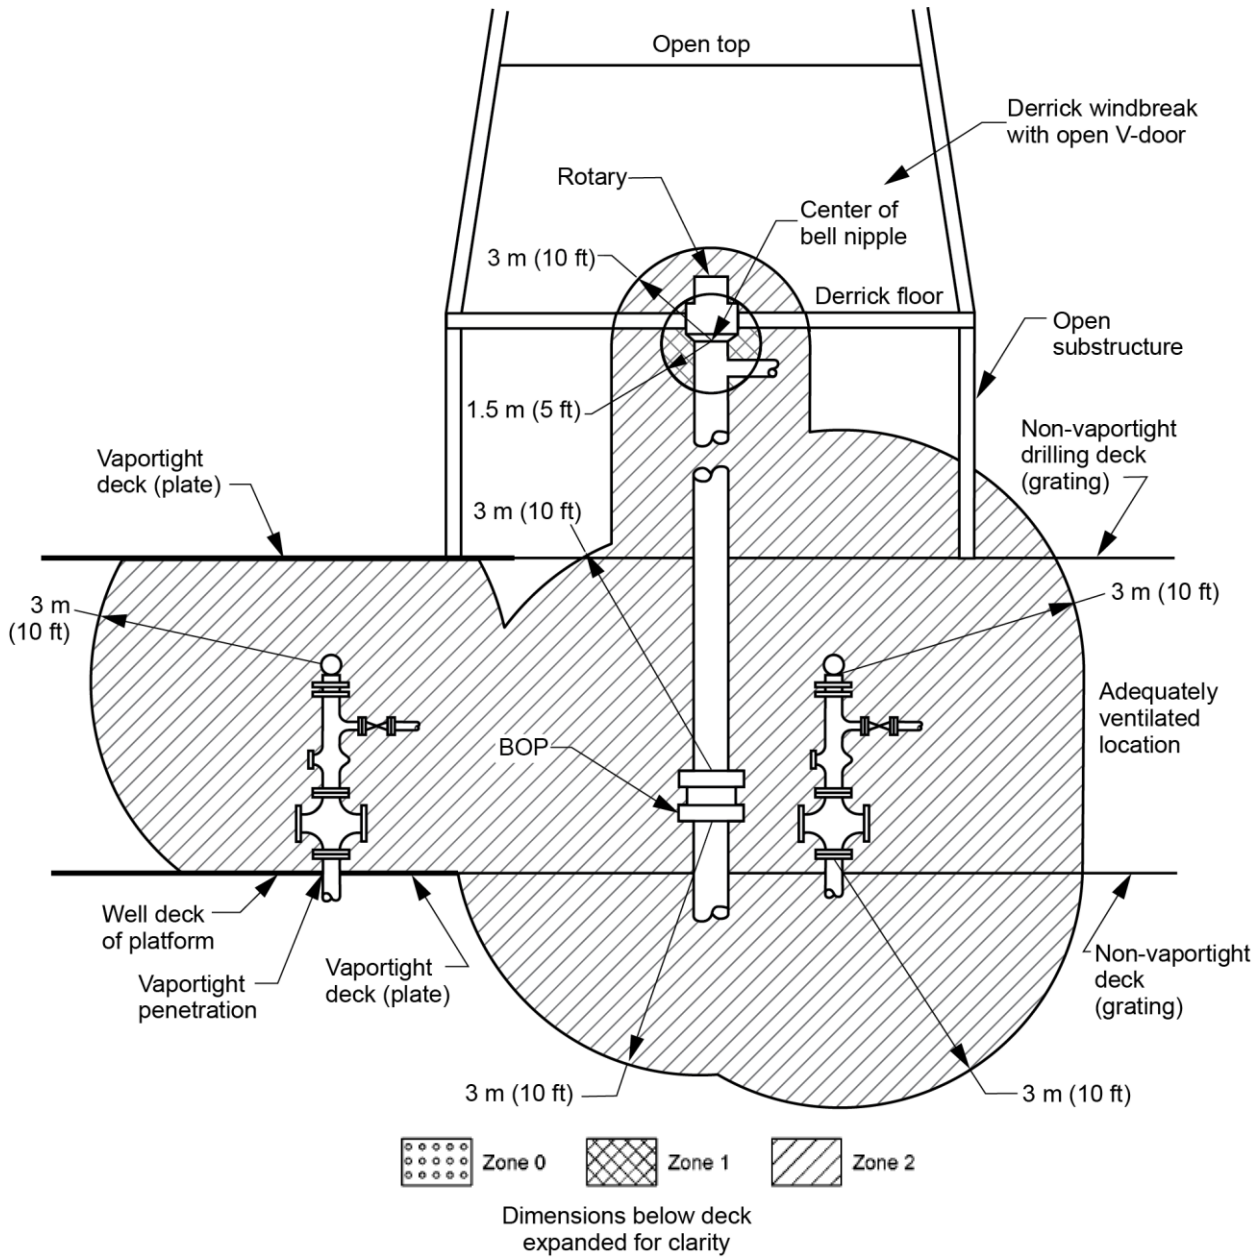 Open top
Derrick windbreak
with open V-door
Rotary
Center of
bell nipple
3 m (10 ft)
Derrick floor
Open
substructure
1.5 m (5 ft)
Non-vaportight
drilling deck
(grating)
Vaportight
deck (plate)
3 m (10 ft)
3 m
(10 ft)
3 m (10 ft)
Adequately
ventilated
location
BOP
Well deck
of platform
Vaportight
penetration
Vaportight
deck (plate)
Non-vaportight
deck
(grating)
3 m (10 ft)
3 m (10 ft)
Zone 0
Zone 1
Zone 2
Dimensions below deck
expanded for clarity